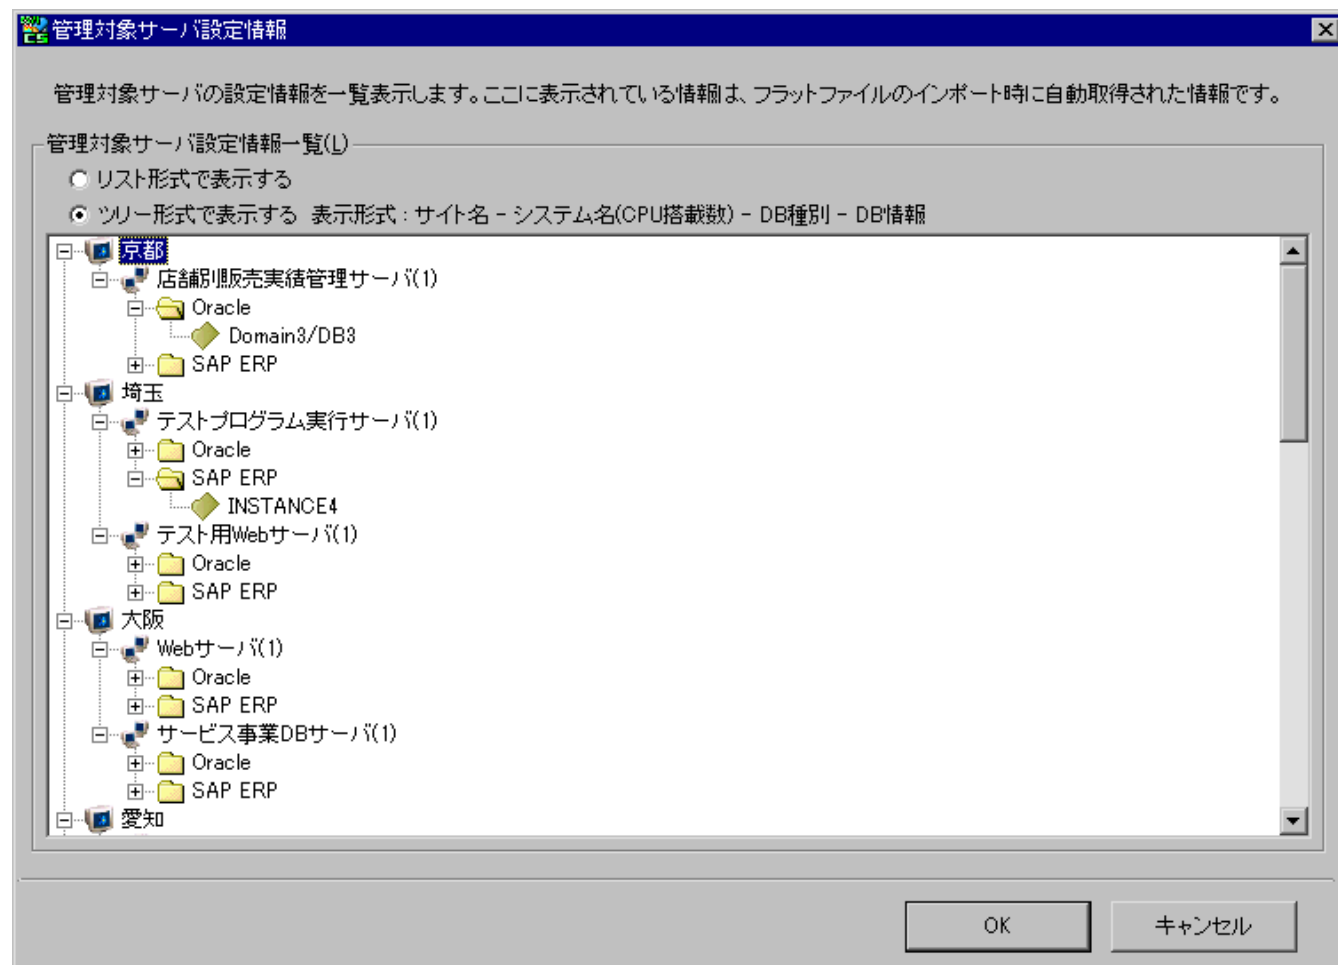 管理対象サーバ設定情報
管理対象サーバの設定情報を一覧表示します。ここに表示されている情報は、フラットファイルのインポート時に自動取得された情報です。
管理対象サーバ設定情報一覧(L)
リスト形式で表示する
ツリー形式で表示する 表示形式 : サイト名 - システム名(CPU搭載数) - DB種別 - DB情報
京都
店舗別販売実績管理サーバ(1)
Oracle
Domain3/DB3
SAP ERP
埼玉
テストプログラム実行サーバ(1)
Oracle
SAP ERP
INSTANCE4
テスト用Webサーバ(1)
Oracle
SAP ERP
大阪
Webサーバ(1)
Oracle
SAP ERP
サービス事業DBサーバ(1)
Oracle
SAP ERP
愛知
OK キャンセル